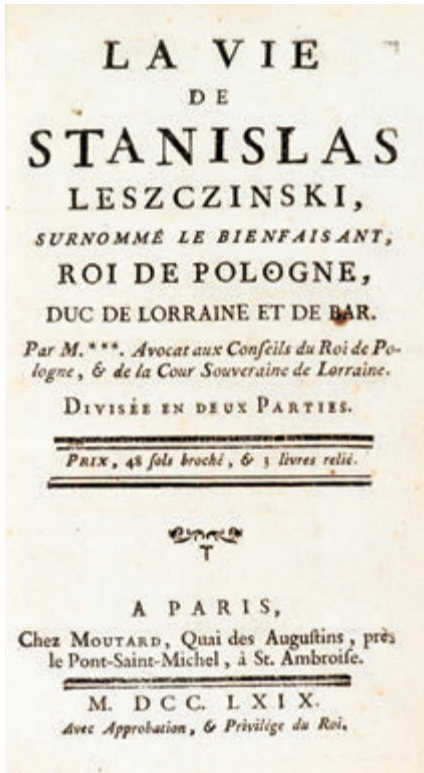 LA VIE
DE
STANISLAS
LESZCZINSKI,
SURNOMMÉ LE BIENFAISANT,
ROI DE POLOGNE,
DUC DE LORRAINE ET DE BAR.
Par M.***. Avocat aux Conſeils du Roi de Po-
logne, & de la Cour Souveraine de Lorraine.
DIVISÉE EN DEUX PARTIES.
PRIX, 48 ſols broché, & 3 livres relié.
A PARIS,
Chez MOUTARD, Quai des Auguſtins, près
le Pont-Saint-Michel, à St. Ambroiſe.
M. DCC. LXIX.
Avec Approbation, & Privilége du Roi.